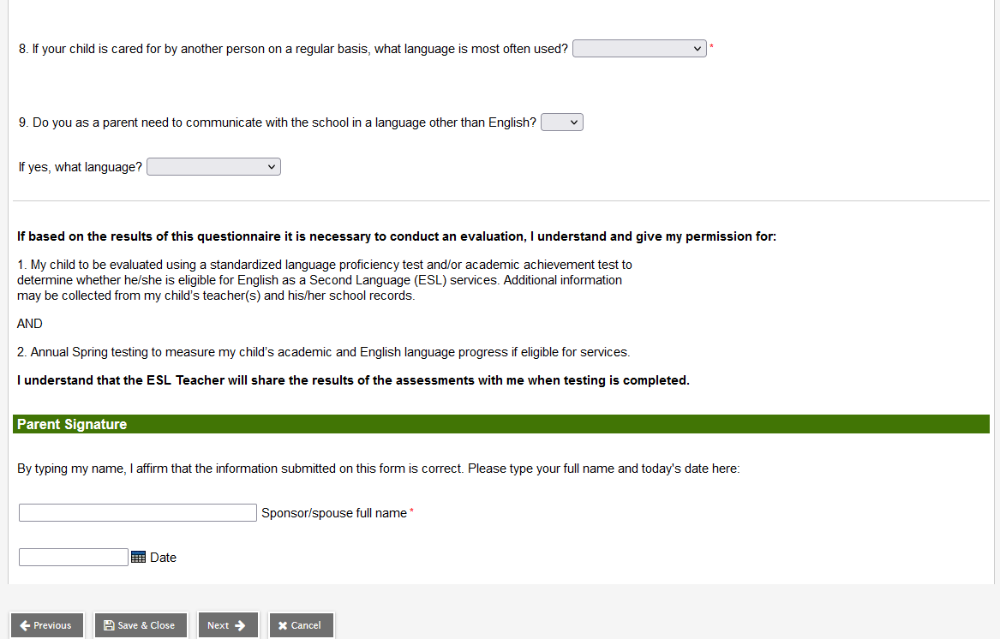 8. If your child is cared for by another person on a regular basis, what language is most often used? *
9. Do you as a parent need to communicate with the school in a language other than English?
If yes, what language?
If based on the results of this questionnaire it is necessary to conduct an evaluation, I understand and give my permission for:
1. My child to be evaluated using a standardized language proficiency test and/or academic achievement test to
determine whether he/she is eligible for English as a Second Language (ESL) services. Additional information
may be collected from my child’s teacher(s) and his/her school records.
AND
2. Annual Spring testing to measure my child’s academic and English language progress if eligible for services.
I understand that the ESL Teacher will share the results of the assessments with me when testing is completed.
Parent Signature
By typing my name, I affirm that the information submitted on this form is correct. Please type your full name and today's date here:
Sponsor/spouse full name *
Date
Previous Save & Close Next Cancel